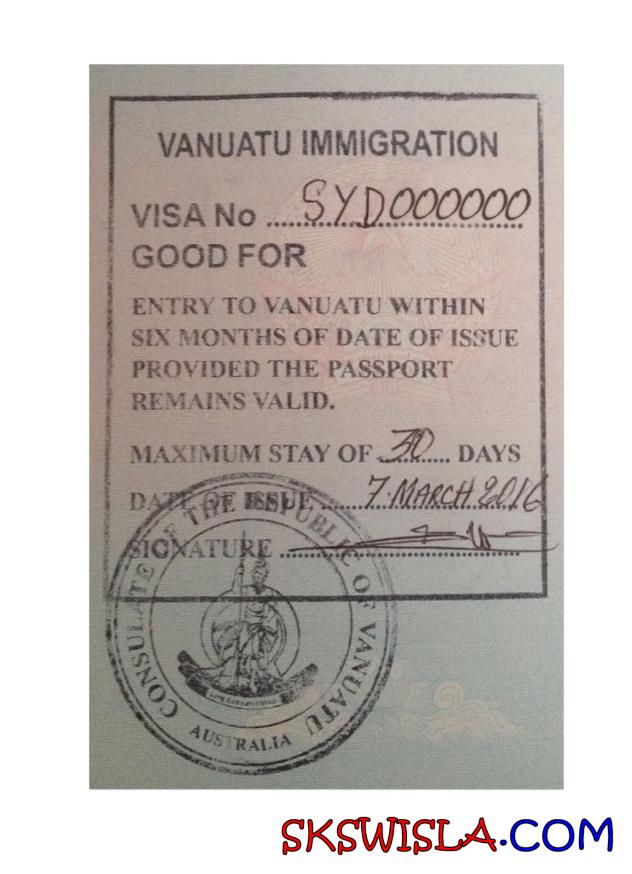 VANUATU IMMIGRATION
VISA No ...... SYD000000
GOOD FOR
ENTRY TO VANUATU WITHIN
SIX MONTHS OF DATE OF ISSUE
PROVIDED THE PASSPORT
REMAINS VALID.
MAXIMUM STAY OF 30 DAYS
DATE OF ISSUE 7·MARCH 2016
SIGNATURE
CONSULATE OF THE REPUBLIC OF VANUATU
AUSTRALIA
SKSWISLA.COM